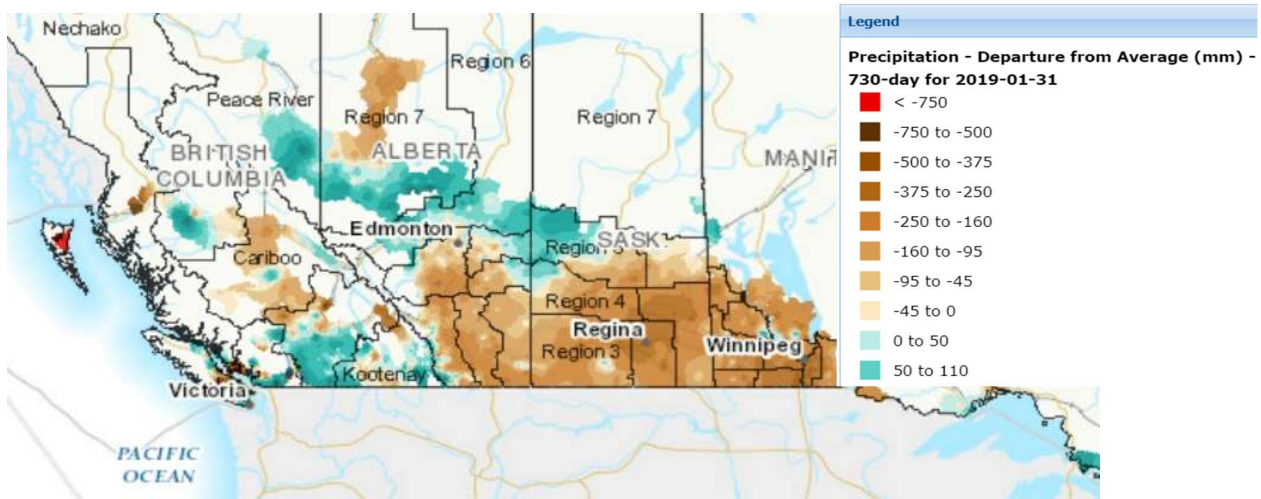 Nechako
Region 6
Peace River
Region 7
Region 7
BRITISH
COLUMBIA
ALBERTA
MANIT
Edmonton
SASK.
Region 5
Cariboo
Region 4
Regina
Region 3
Winnipeg
Kootenay
Victoria
PACIFIC
OCEAN
Legend
Precipitation - Departure from Average (mm) -
730-day for 2019-01-31
< -750
-750 to -500
-500 to -375
-375 to -250
-250 to -160
-160 to -95
-95 to -45
-45 to 0
0 to 50
50 to 110